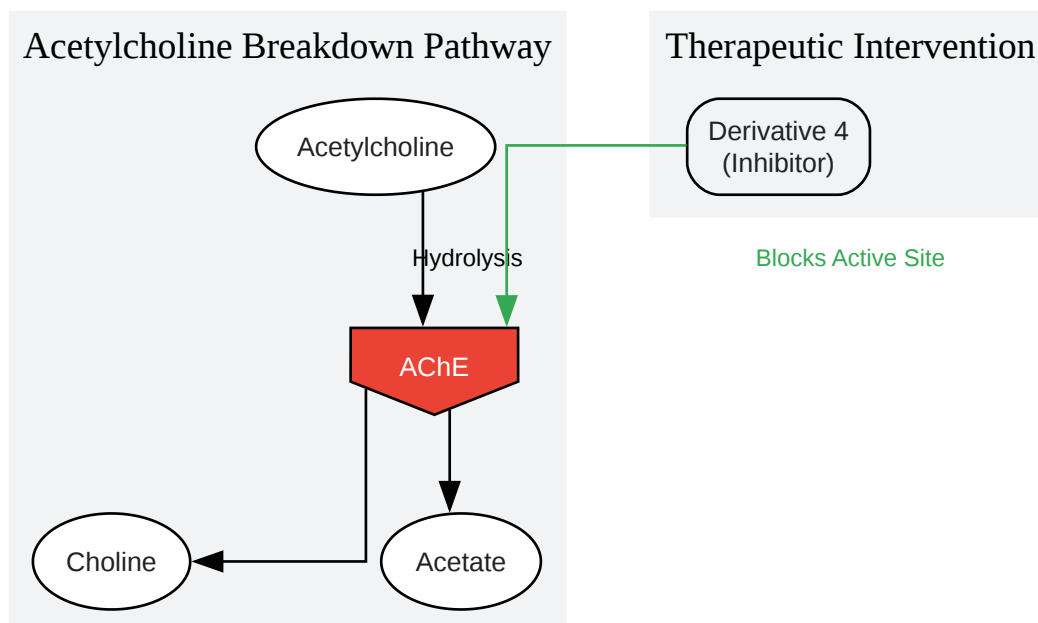 Acetylcholine Breakdown Pathway
Therapeutic Intervention
Acetylcholine
Derivative 4
(Inhibitor)
Hydrolysis
Blocks Active Site
AChE
Choline
Acetate